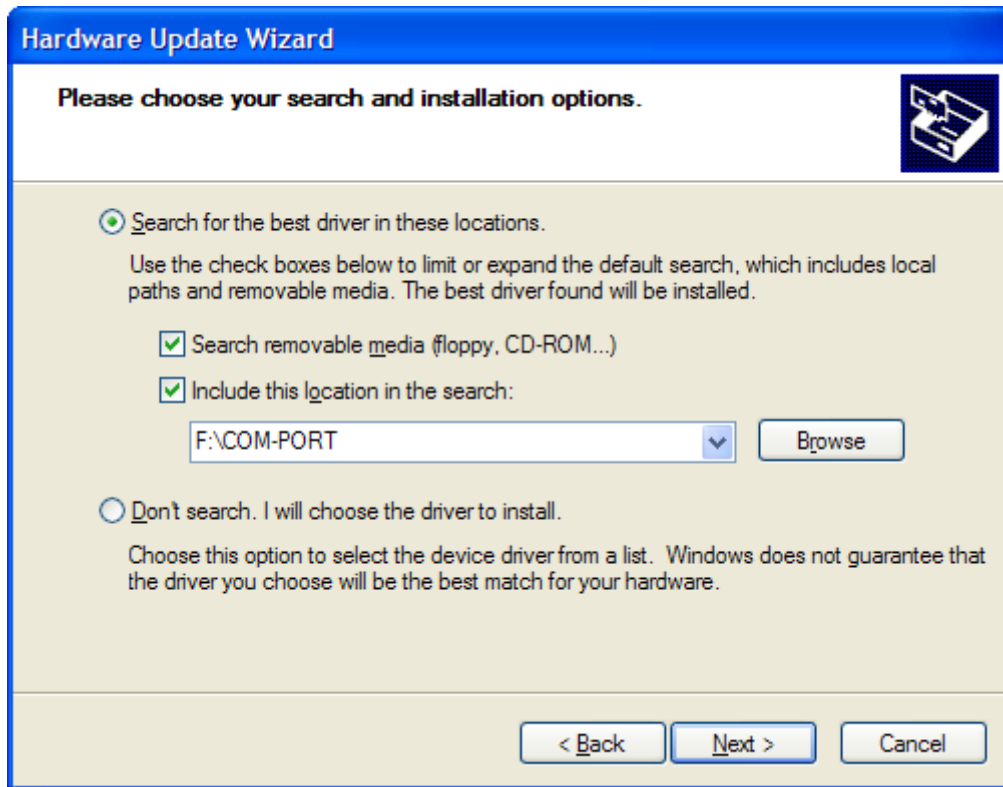 Hardware Update Wizard
Please choose your search and installation options.
Search for the best driver in these locations.
Use the check boxes below to limit or expand the default search, which includes local
paths and removable media. The best driver found will be installed.
Search removable media (floppy, CD-ROM...)
Include this location in the search:
F:\COM-PORT
Browse
Don't search. I will choose the driver to install.
Choose this option to select the device driver from a list.  Windows does not guarantee that
the driver you choose will be the best match for your hardware.
< Back
Next >
Cancel